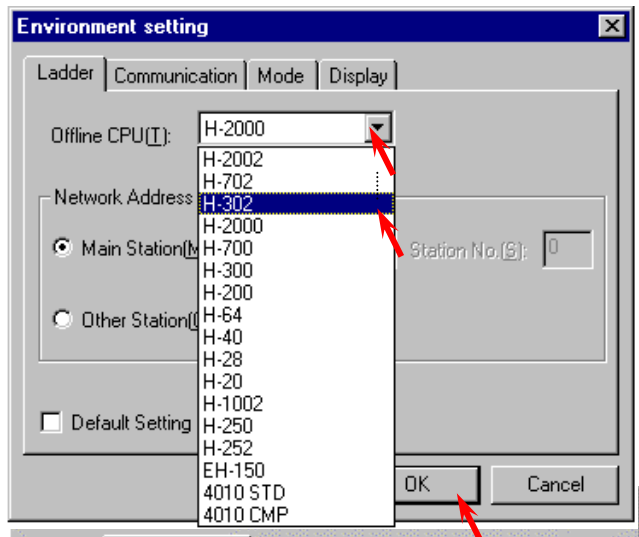 Environment setting
Ladder Communication Mode Display
Offline CPU(T): H-2000
H-2002
H-702
Network Address H-302
H-2000
Main Station(M H-700 Station No.(S): 0
H-300
H-200
Other Station( H-64
H-40
H-28
H-20
H-1002
Default Setting H-250
H-252
EH-150
4010 STD OK Cancel
4010 CMP